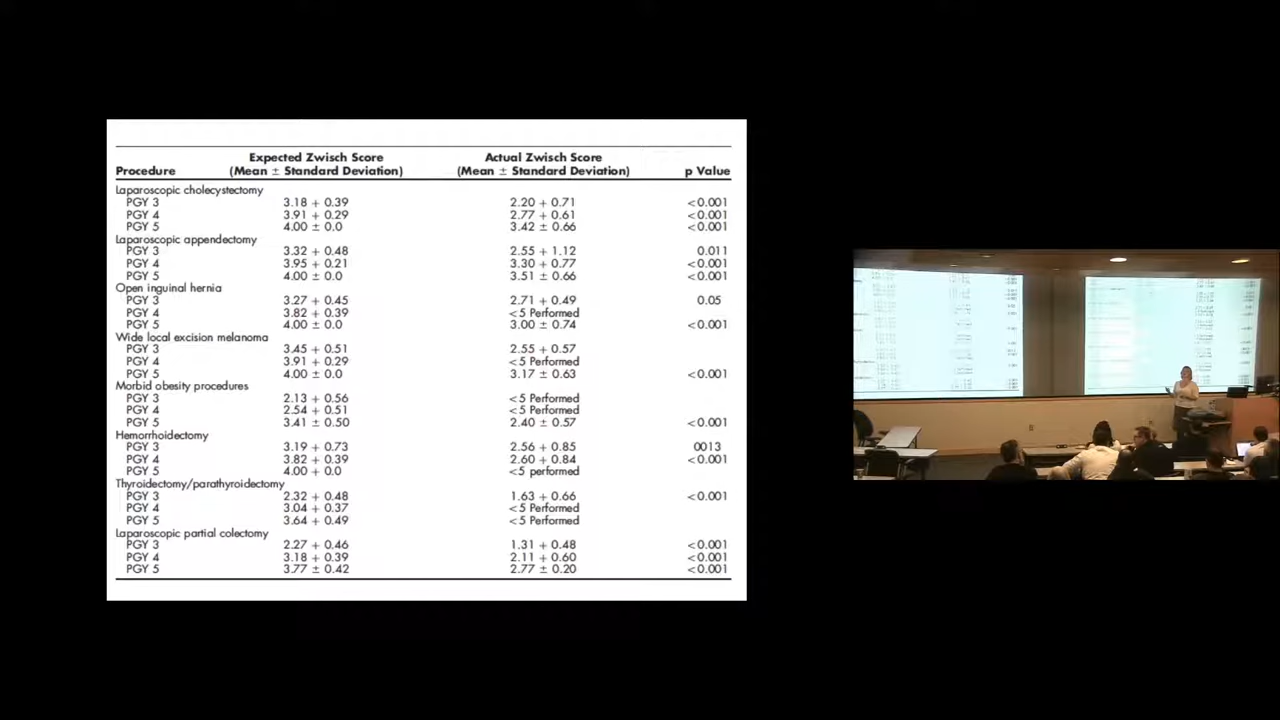 Expected Zwisch Score Actual Zwisch Score
Procedure (Mean ± Standard Deviation) (Mean ± Standard Deviation) p Value
Laparoscopic cholecystectomy
PGY 3 3.18 + 0.39 2.20 + 0.71 <0.001
PGY 4 3.91 + 0.29 2.77 + 0.61 <0.001
PGY 5 4.00 ± 0.0 3.42 ± 0.66 <0.001
Laparoscopic appendectomy
PGY 3 3.32 + 0.48 2.55 + 1.12 0.011
PGY 4 3.95 + 0.21 3.30 + 0.77 <0.001
PGY 5 4.00 ± 0.0 3.51 ± 0.66 <0.001
Open inguinal hernia
PGY 3 3.27 + 0.45 2.71 + 0.49 0.05
PGY 4 3.82 + 0.39 <5 Performed
PGY 5 4.00 ± 0.0 3.00 ± 0.74 <0.001
Wide local excision melanoma
PGY 3 3.45 + 0.51 2.55 + 0.57
PGY 4 3.91 + 0.29 <5 Performed
PGY 5 4.00 ± 0.0 3.17 ± 0.63 <0.001
Morbid obesity procedures
PGY 3 2.13 + 0.56 <5 Performed
PGY 4 2.54 + 0.51 <5 Performed
PGY 5 3.41 ± 0.50 2.40 ± 0.57 <0.001
Hemorrhoidectomy
PGY 3 3.19 + 0.73 2.56 + 0.85 0013
PGY 4 3.82 + 0.39 2.60 + 0.84 <0.001
PGY 5 4.00 + 0.0 <5 performed
Thyroidectomy/parathyroidectomy
PGY 3 2.32 + 0.48 1.63 + 0.66 <0.001
PGY 4 3.04 + 0.37 <5 Performed
PGY 5 3.64 + 0.49 <5 Performed
Laparoscopic partial colectomy
PGY 3 2.27 + 0.46 1.31 + 0.48 <0.001
PGY 4 3.18 + 0.39 2.11 + 0.60 <0.001
PGY 5 3.77 ± 0.42 2.77 ± 0.20 <0.001